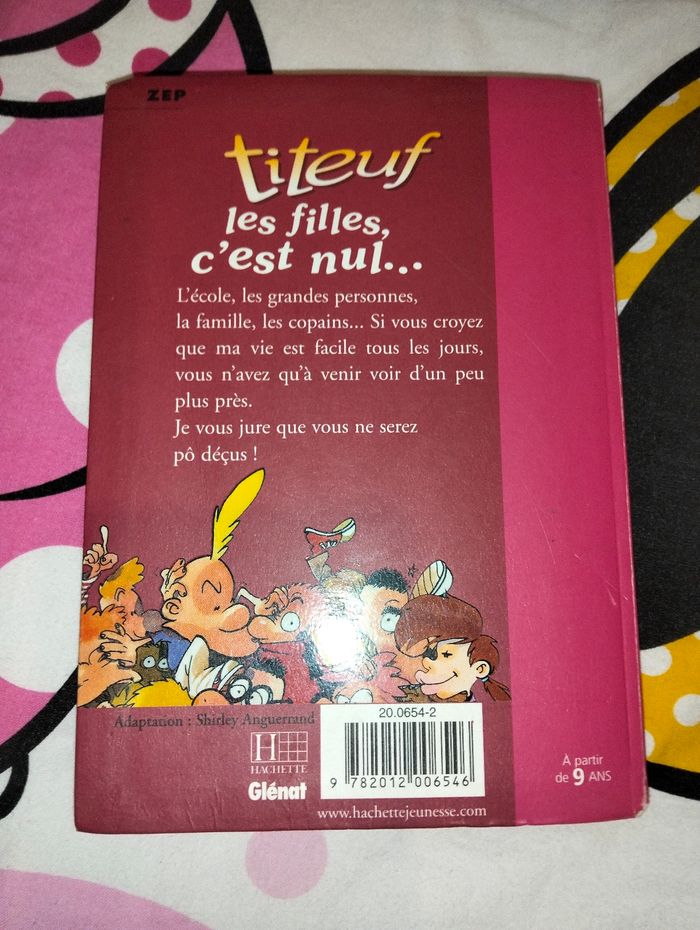 ZEP
titeuf
les filles,
c'est nul...
L'école, les grandes personnes,
la famille, les copains... Si vous croyez
que ma vie est facile tous les jours,
vous n'avez qu'à venir voir d'un peu
plus près.
Je vous jure que vous ne serez
pô déçus !
Adaptation : Shirley Anguerrand
H
HACHETTE
Glénat
20.0654-2
9 782012 006546
www.hachettejeunesse.com
À partir
de 9 ANS